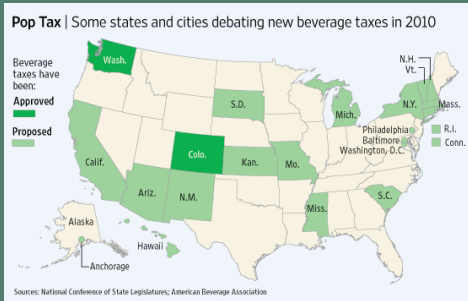 Pop Tax | Some states and cities debating new beverage taxes in 2010
Beverage
taxes have
been:
Approved
Proposed
Wash.
Calif.
Ariz.
N.M.
Colo.
S.D.
Kan.
Mo.
Miss.
Mich.
S.C.
N.H.
Vt.
N.Y.
Mass.
R.I.
Conn.
Philadelphia
Baltimore
Washington, D.C.
Alaska
Anchorage
Hawaii
Sources: National Conference of State Legislatures; American Beverage Association